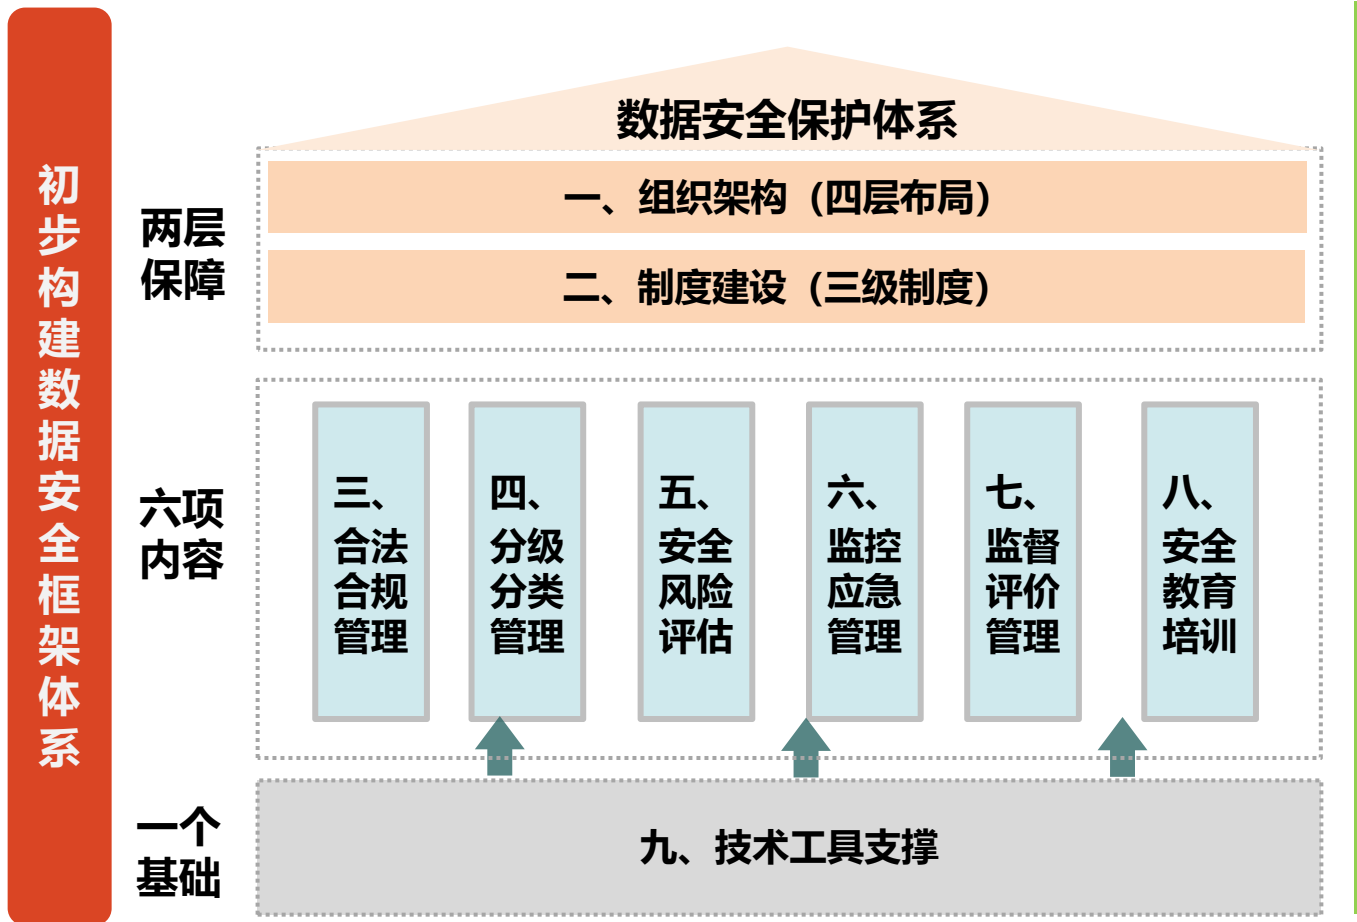 初步构建数据安全框架体系
数据安全保护体系
两层
保障
一、组织架构（四层布局）
二、制度建设（三级制度）
六项
内容
三、
合法
合规
管理
四、
分级
分类
管理
五、
安全
风险
评估
六、
监控
应急
管理
七、
监督
评价
管理
八、
安全
教育
培训
一个
基础
九、技术工具支撑